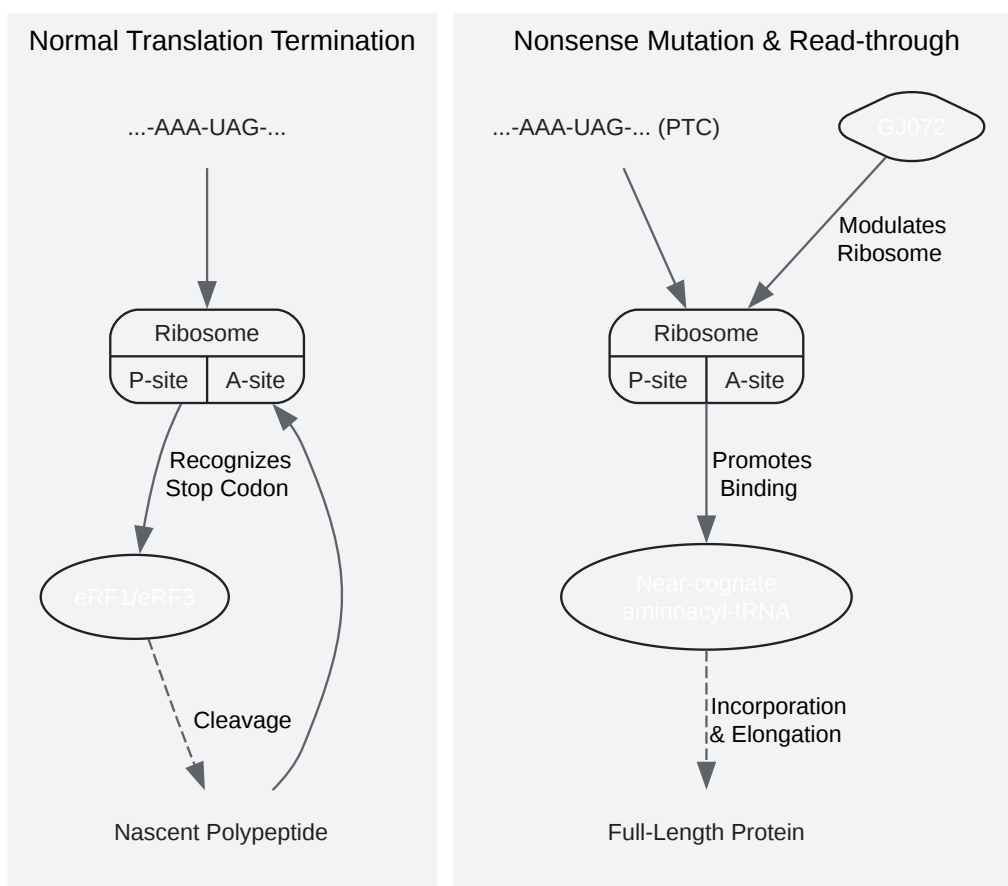 Normal Translation Termination
...-AAA-UAG-...
Ribosome
P-site
A-site
Recognizes
Stop Codon
eRF1/eRF3
Cleavage
Nascent Polypeptide
Nonsense Mutation & Read-through
...-AAA-UAG-... (PTC)
GJ072
Modulates
Ribosome
Ribosome
P-site
A-site
Promotes
Binding
Near-cognate
aminoacyl-tRNA
Incorporation
& Elongation
Full-Length Protein